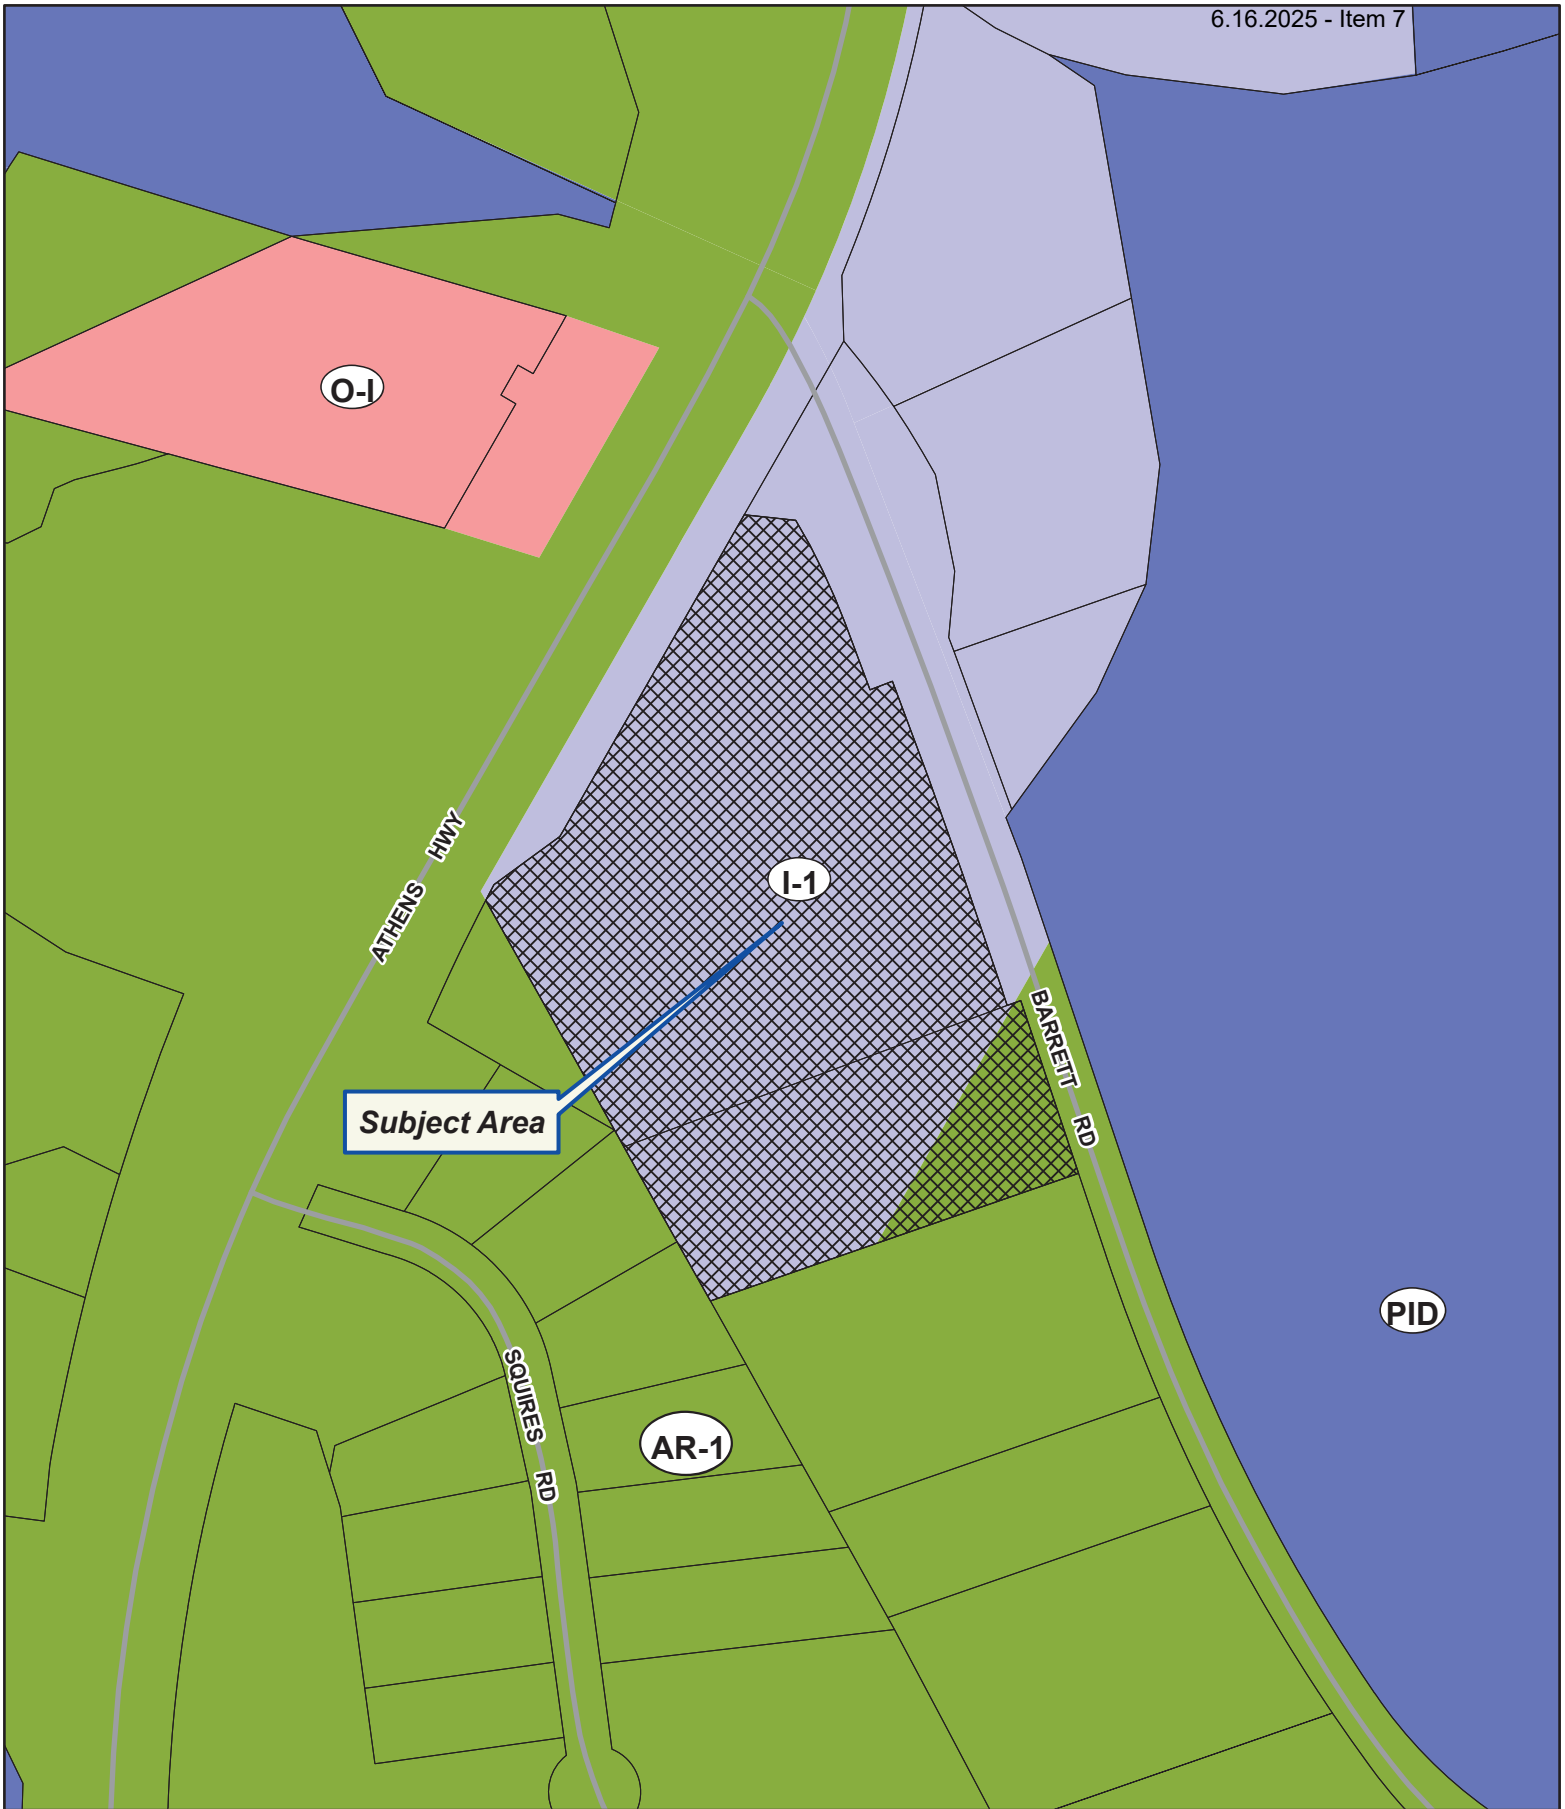 6.16.2025 - Item 7
O-I
ATHENS HWY
I-1
BARRETT RD
Subject Area
PID
SQUIRES RD
AR-1